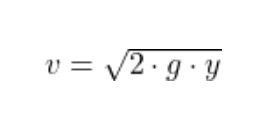 v = √2 · g · y